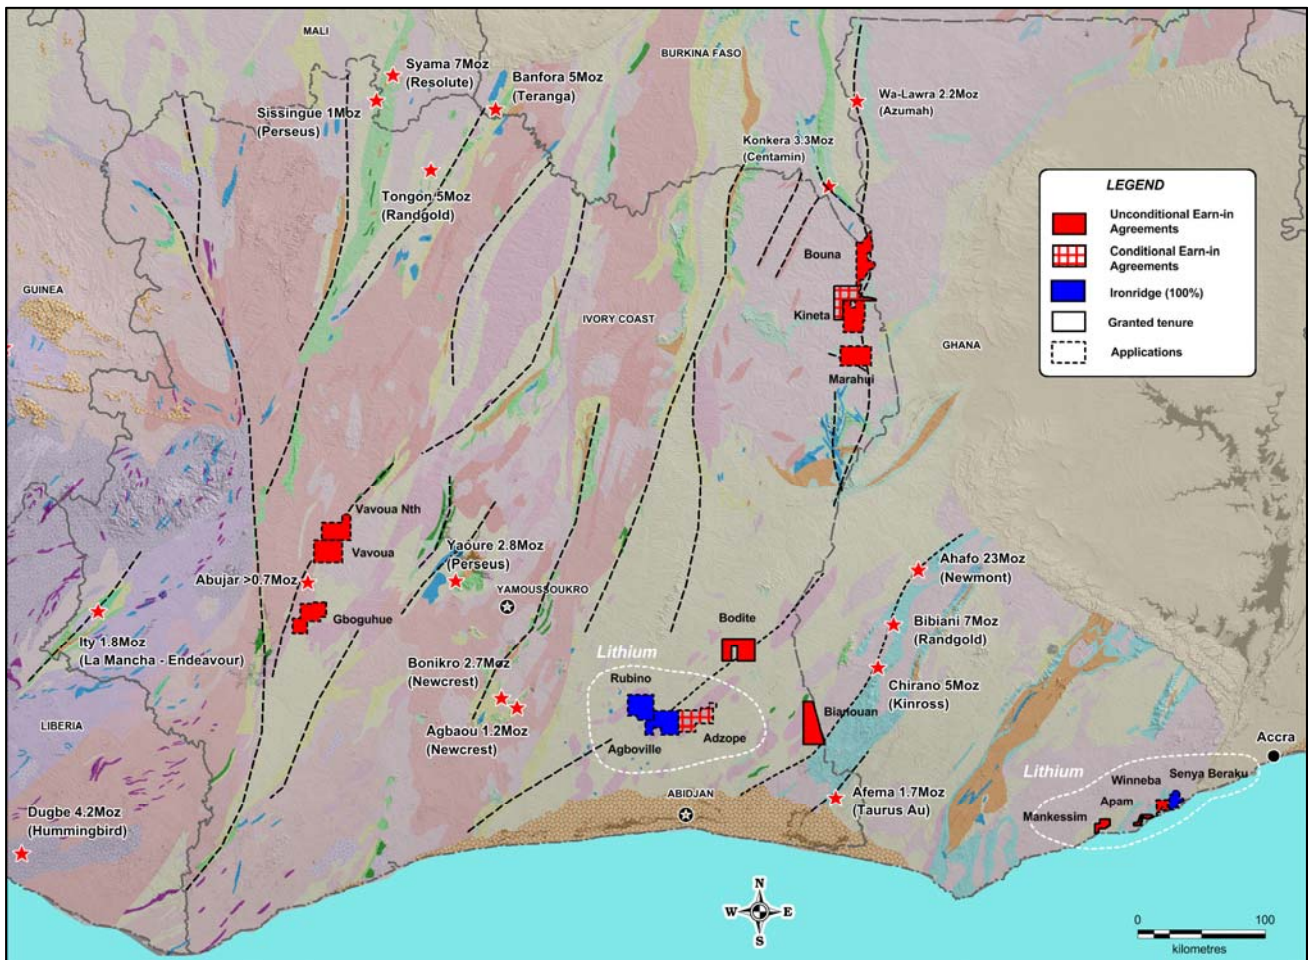 MALI
BURKINA FASO
Syama 7Moz
(Resolute)
Banfora 5Moz
(Teranga)
Sissingue 1Moz
(Perseus)
Wa-Lawra 2.2Moz
(Azumah)
Konkera 3.3Moz
(Centamin)
Tongon 5Moz
(Randgold)
LEGEND
Unconditional Earn-in
Agreements
Conditional Earn-in
Agreements
Ironridge (100%)
Granted tenure
Applications
Bouna
GUINEA
Kineta
IVORY COAST
GHANA
Marahui
Vavoua Nth
Vavoua
Yaoure 2.8Moz
(Perseus)
Abujar >0.7Moz
YAMOUSSOUKRO
Ahafo 23Moz
(Newmont)
Gboguhue
Ity 1.8Moz
(La Mancha - Endeavour)
Bodite
Bibiani 7Moz
(Randgold)
Lithium
Bonikro 2.7Moz
(Newcrest)
Rubino
Chirano 5Moz
(Kinross)
LIBERIA
Agbaou 1.2Moz
(Newcrest)
Agboville
Adzope
Bianouan
Accra
Lithium
Winneba
Senya Beraku
Dugbe 4.2Moz
(Hummingbird)
ABIDJAN
Afema 1.7Moz
(Taurus Au)
Apam
Mankessim
N
W
E
S
0
100
kilometres